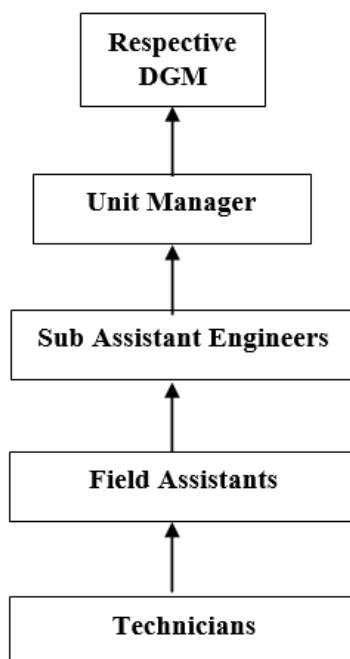 Respective
DGM
Unit Manager
Sub Assistant Engineers
Field Assistants
Technicians